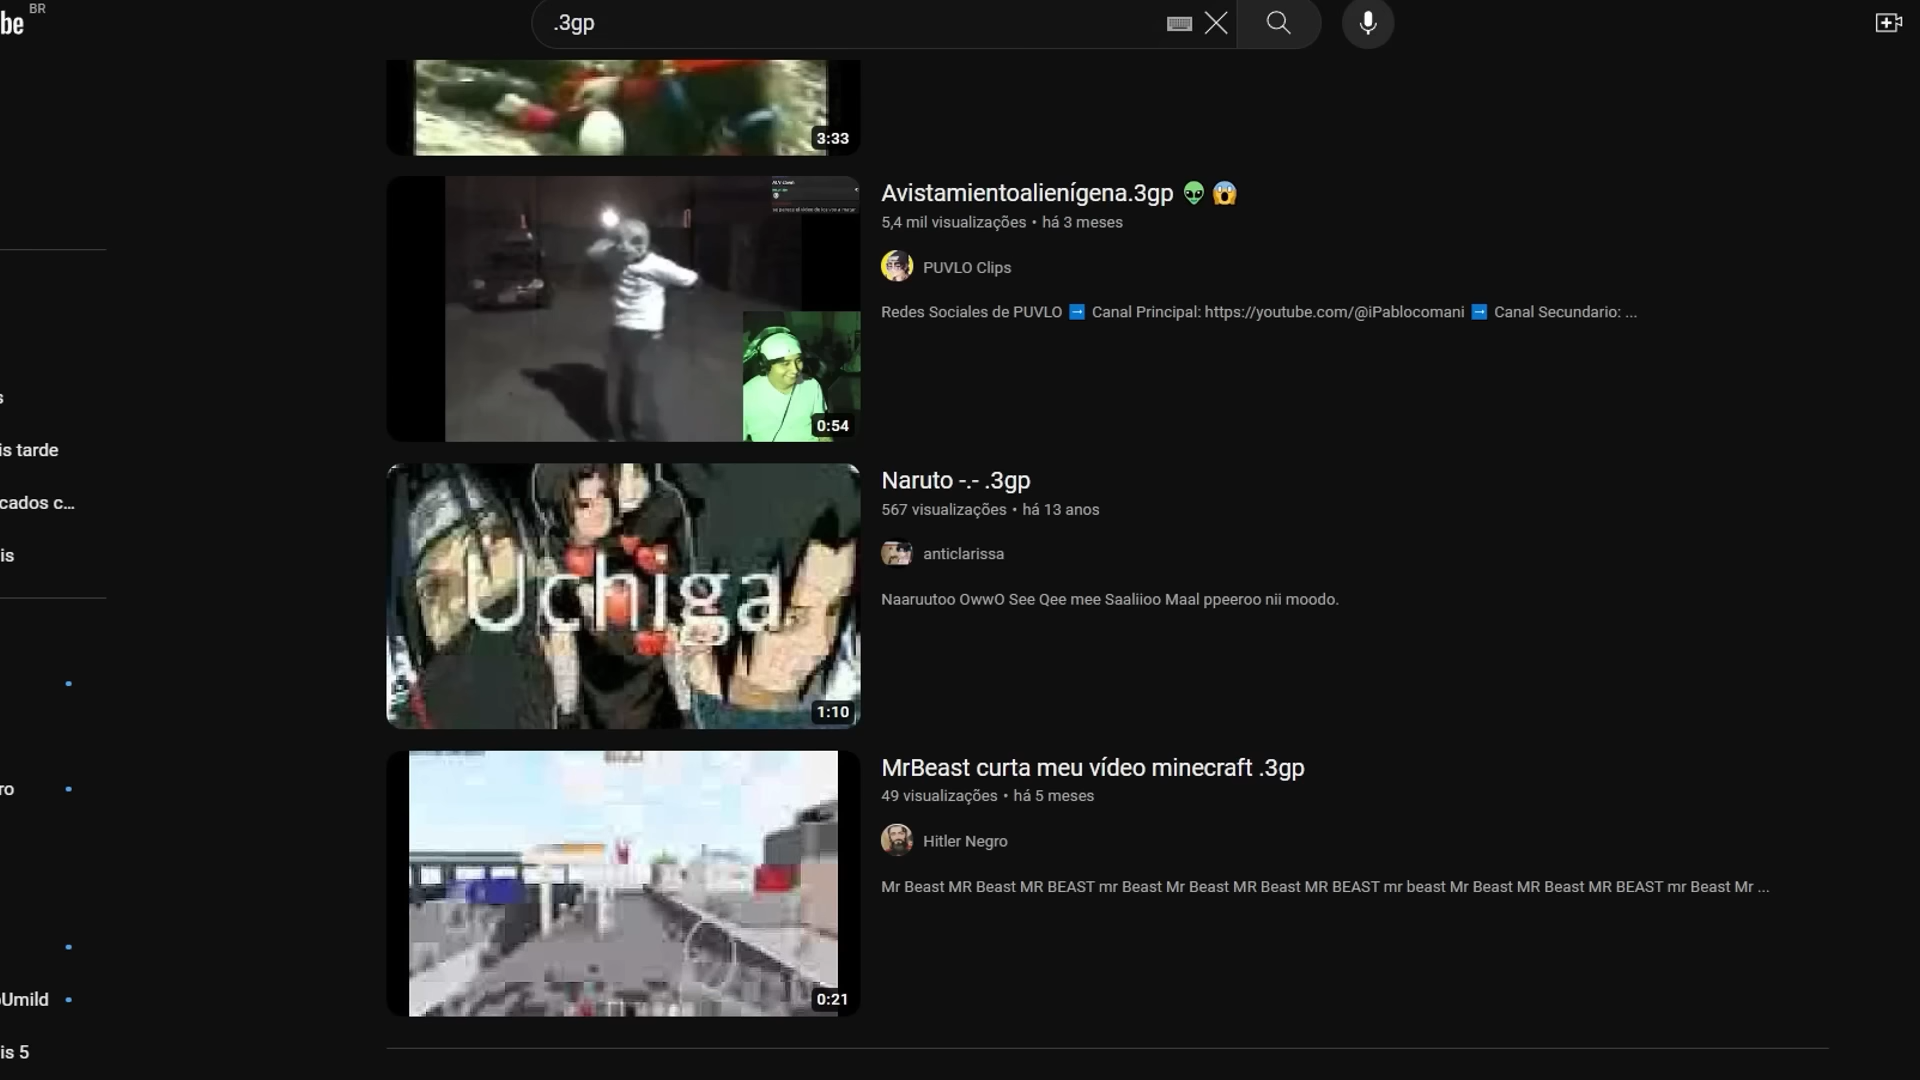 be BR
.3gp
3:33
Avistamientoalienígena.3gp 👽 😱
5,4 mil visualizações • há 3 meses
PUVLO Clips
Redes Sociales de PUVLO ➡ Canal Principal: https://youtube.com/@iPablocomani ➡ Canal Secundario: ...
0:54
s
is tarde
cados c...
is
Naruto -.- .3gp
567 visualizações • há 13 anos
anticlarissa
Naaruutoo OwwO See Qee mee Saaliioo Maal ppeeroo nii moodo.
Uchiga
1:10
ro
MrBeast curta meu vídeo minecraft .3gp
49 visualizações • há 5 meses
Hitler Negro
Mr Beast MR Beast MR BEAST mr Beast Mr Beast MR Beast MR BEAST mr beast Mr Beast MR Beast MR BEAST mr Beast Mr ...
0:21
oUmild
is 5